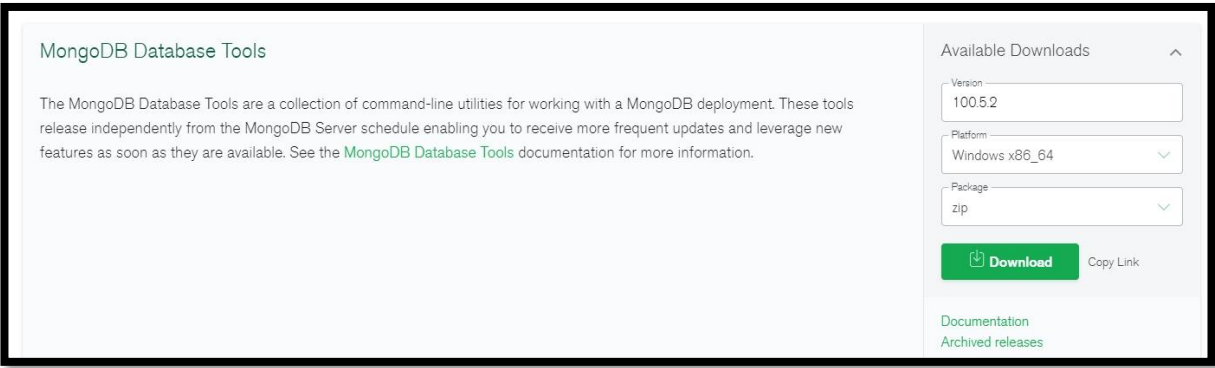 MongoDB Database Tools
The MongoDB Database Tools are a collection of command-line utilities for working with a MongoDB deployment. These tools
release independently from the MongoDB Server schedule enabling you to receive more frequent updates and leverage new
features as soon as they are available. See the MongoDB Database Tools documentation for more information.
Available Downloads
Version
100.5.2
Platform
Windows x86_64
Package
zip
Download Copy Link
Documentation
Archived releases